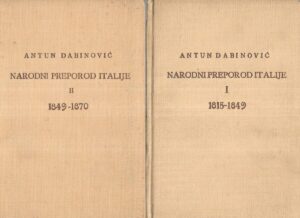 ANTUN DABINOVIĆ
NARODNI PREPOROD ITALIJE
II
1849-1870
ANTUN DABINOVIĆ
NARODNI PREPOROD ITALIJE
I
1815-1849